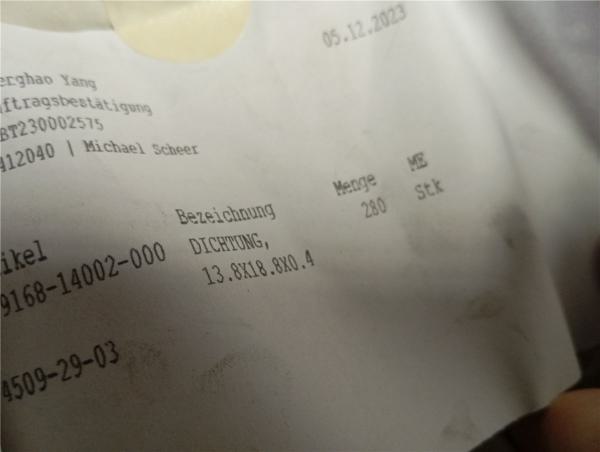 05.12.2023
erghao Yang
uftragsbestätigung
BT230002575
412040 | Michael Scheer
ikel Bezeichnung Menge ME
9168-14002-000 DICHTUNG, 280 Stk
13.8X18.8X0.4
4509-29-03